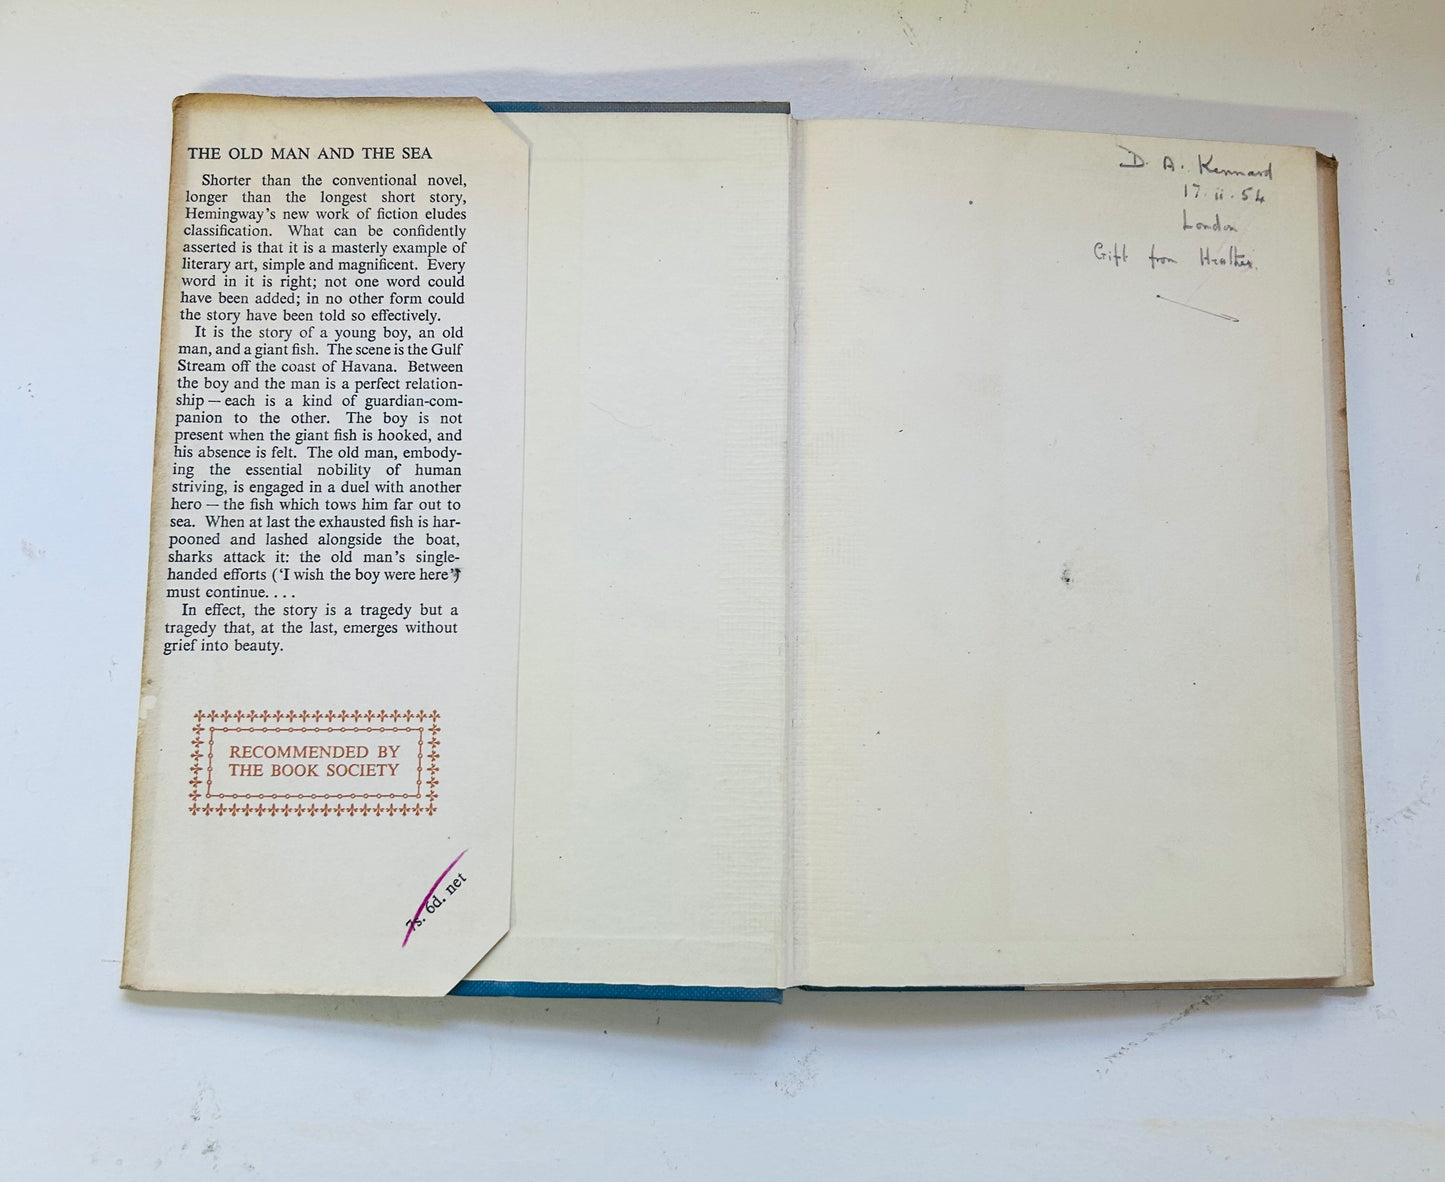 THE OLD MAN AND THE SEA
Shorter than the conventional novel,
longer than the longest short story,
Hemingway's new work of fiction eludes
classification. What can be confidently
asserted is that it is a masterly example of
literary art, simple and magnificent. Every
word in it is right; not one word could
have been added; in no other form could
the story have been told so effectively.
It is the story of a young boy, an old
man, and a giant fish. The scene is the Gulf
Stream off the coast of Havana. Between
the boy and the man is a perfect relation-
ship — each is a kind of guardian-com-
panion to the other. The boy is not
present when the giant fish is hooked, and
his absence is felt. The old man, embody-
ing the essential nobility of human
striving, is engaged in a duel with another
hero — the fish which tows him far out to
sea. When at last the exhausted fish is har-
pooned and lashed alongside the boat,
sharks attack it: the old man's single-
handed efforts ('I wish the boy were here')
must continue. . . .
In effect, the story is a tragedy but a
tragedy that, at the last, emerges without
grief into beauty.
RECOMMENDED BY
THE BOOK SOCIETY
7s. 6d. net
D. A. Kennard
17. ii. 54
London
Gift from Heather.